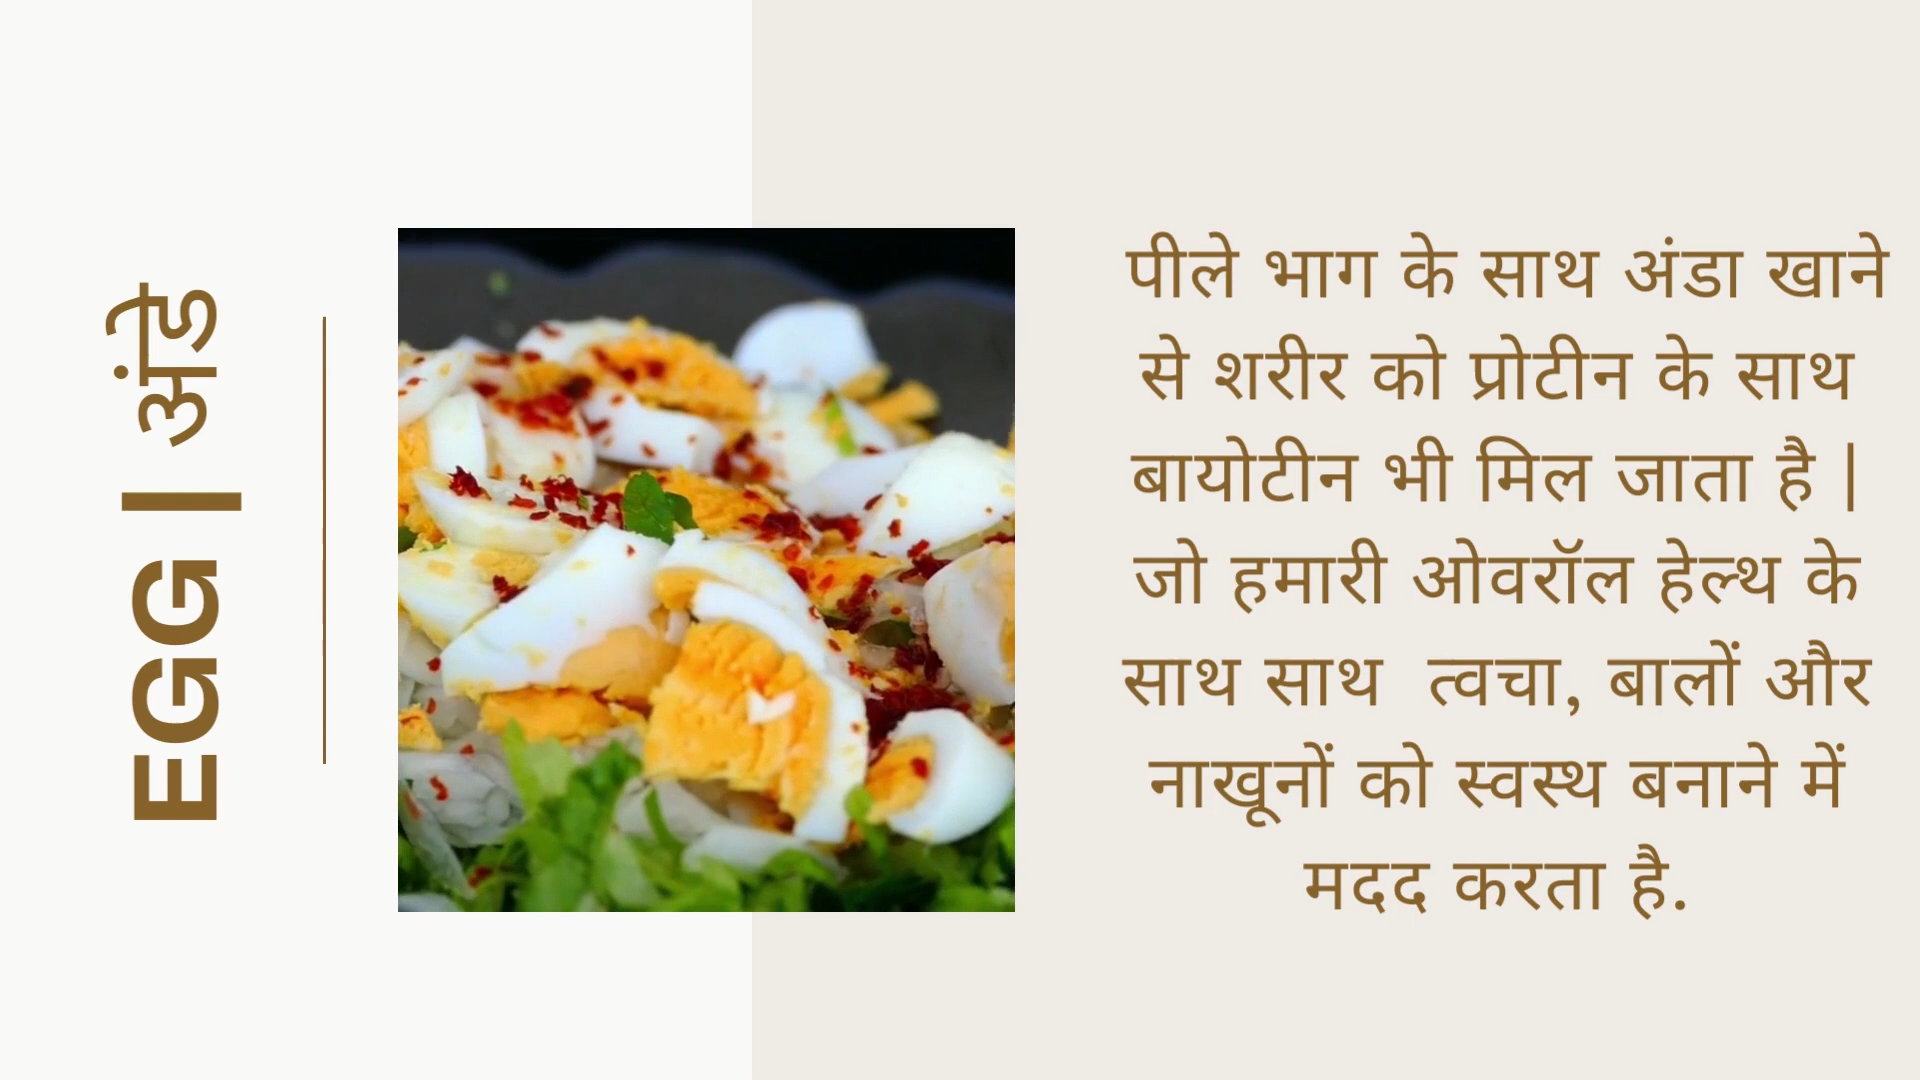 EGG | अंडे
पीले भाग के साथ अंडा खाने
से शरीर को प्रोटीन के साथ
बायोटीन भी मिल जाता है |
जो हमारी ओवरॉल हेल्थ के
साथ साथ  त्वचा, बालों और
नाखूनों को स्वस्थ बनाने में
मदद करता है.